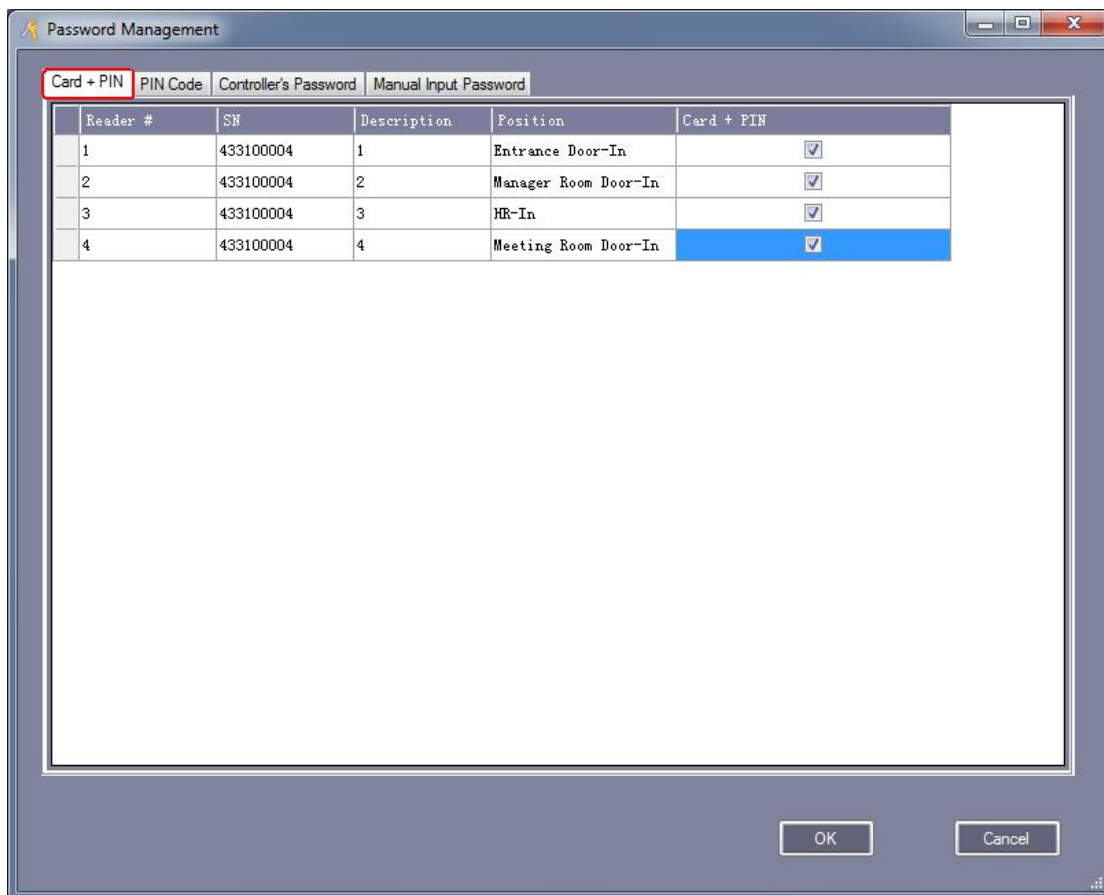 Password Management
Card + PIN PIN Code Controller's Password Manual Input Password
Reader # SN Description Position Card + PIN
1 433100004 1 Entrance Door-In
2 433100004 2 Manager Room Door-In
3 433100004 3 HR-In
4 433100004 4 Meeting Room Door-In
OK Cancel